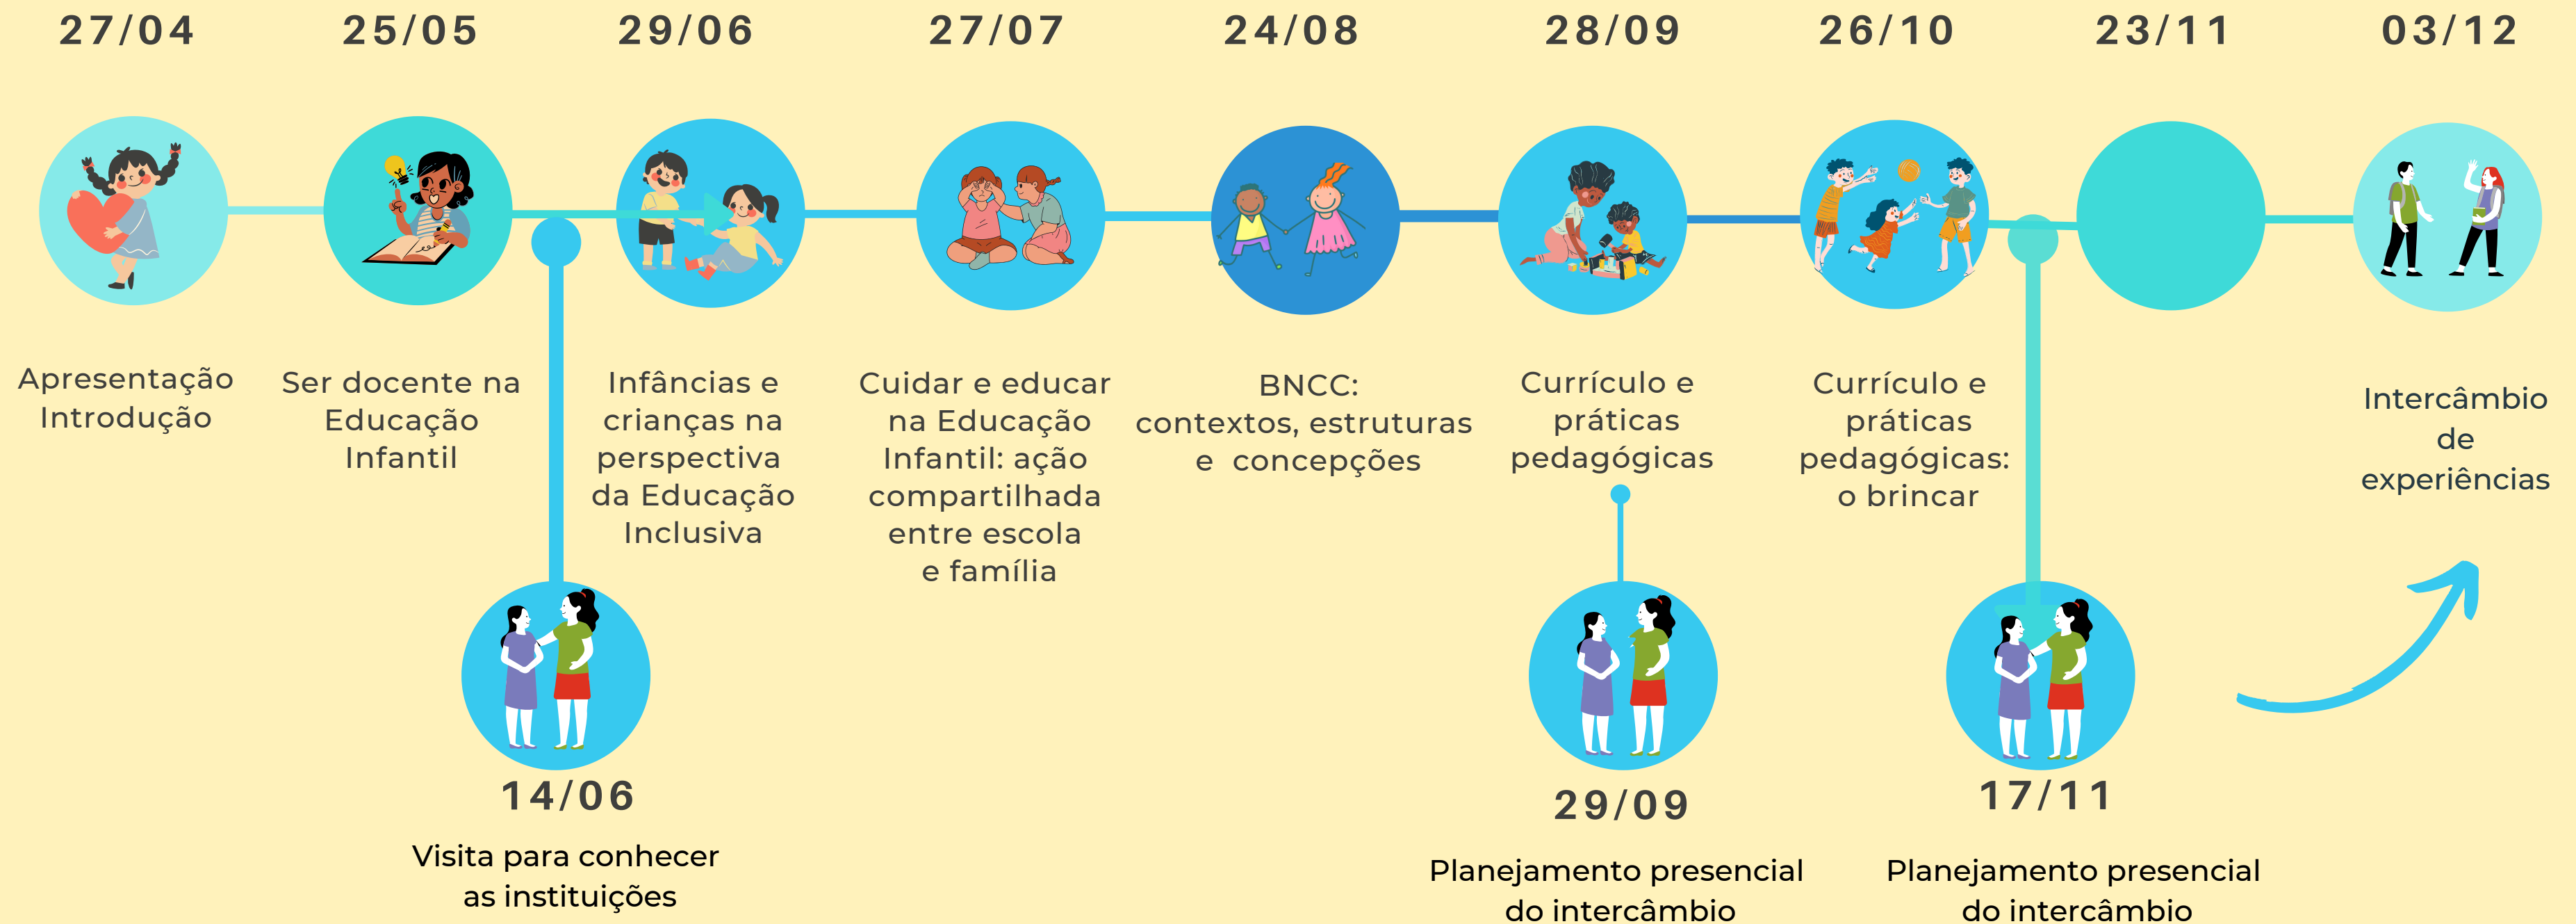 27/04
25/05
29/06
27/07
24/08
28/09
26/10
23/11
03/12
Apresentação
Introdução
Ser docente na
Educação
Infantil
Infâncias e
crianças na
perspectiva
da Educação
Inclusiva
Cuidar e educar
na Educação
Infantil: ação
compartilhada
entre escola
e família
BNCC:
contextos, estruturas
e concepções
Currículo e
práticas
pedagógicas
Currículo e
práticas
pedagógicas:
o brincar
Intercâmbio
de
experiências
14/06
Visita para conhecer
as instituições
29/09
Planejamento presencial
do intercâmbio
17/11
Planejamento presencial
do intercâmbio